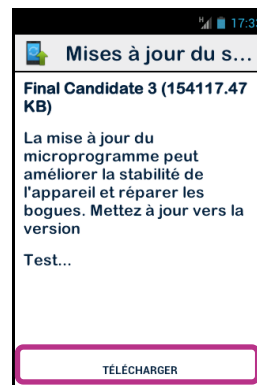 H 17:33
Mises à jour du s...
Final Candidate 3 (154117.47
KB)
La mise à jour du
microprogramme peut
améliorer la stabilité de
l'appareil et réparer les
bogues. Mettez à jour vers la
version
Test...
TÉLÉCHARGER